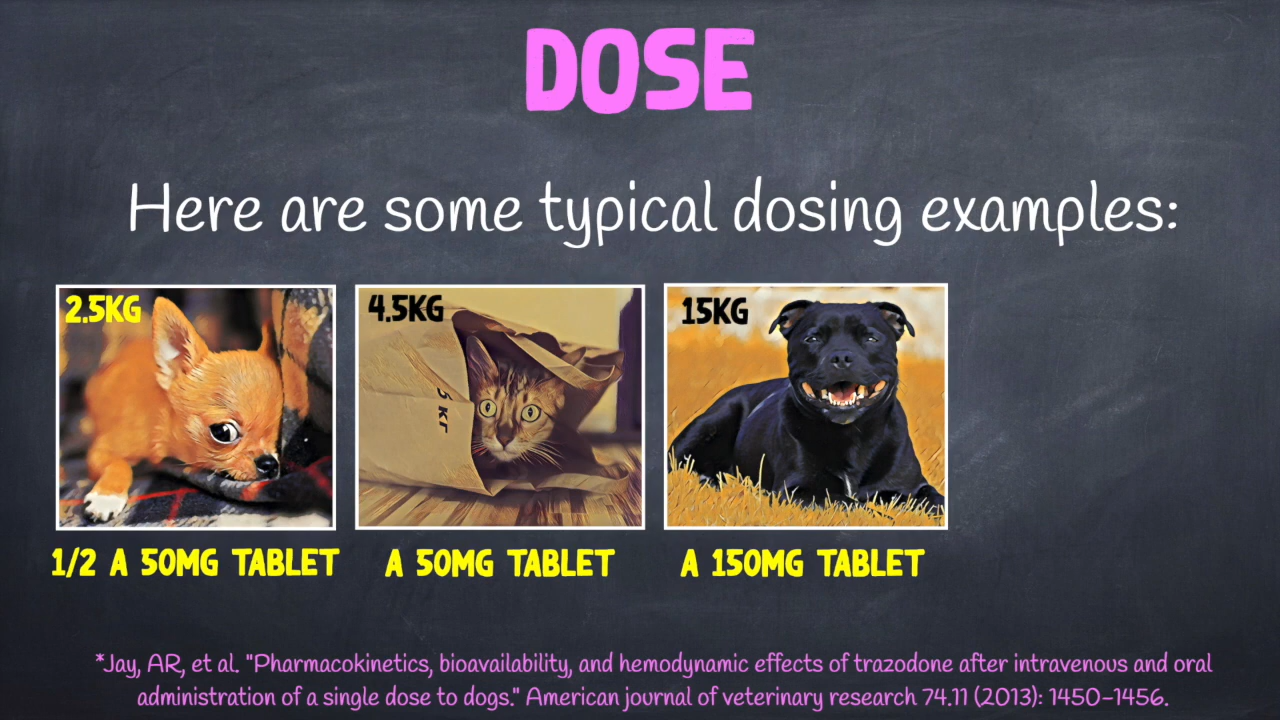 DOSE
Here are some typical dosing examples:
2.5KG
4.5KG
15KG
1/2 A 50MG TABLET
A 50MG TABLET
A 150MG TABLET
*Jay, AR, et al. "Pharmacokinetics, bioavailability, and hemodynamic effects of trazodone after intravenous and oral
administration of a single dose to dogs." American journal of veterinary research 74.11 (2013): 1450-1456.